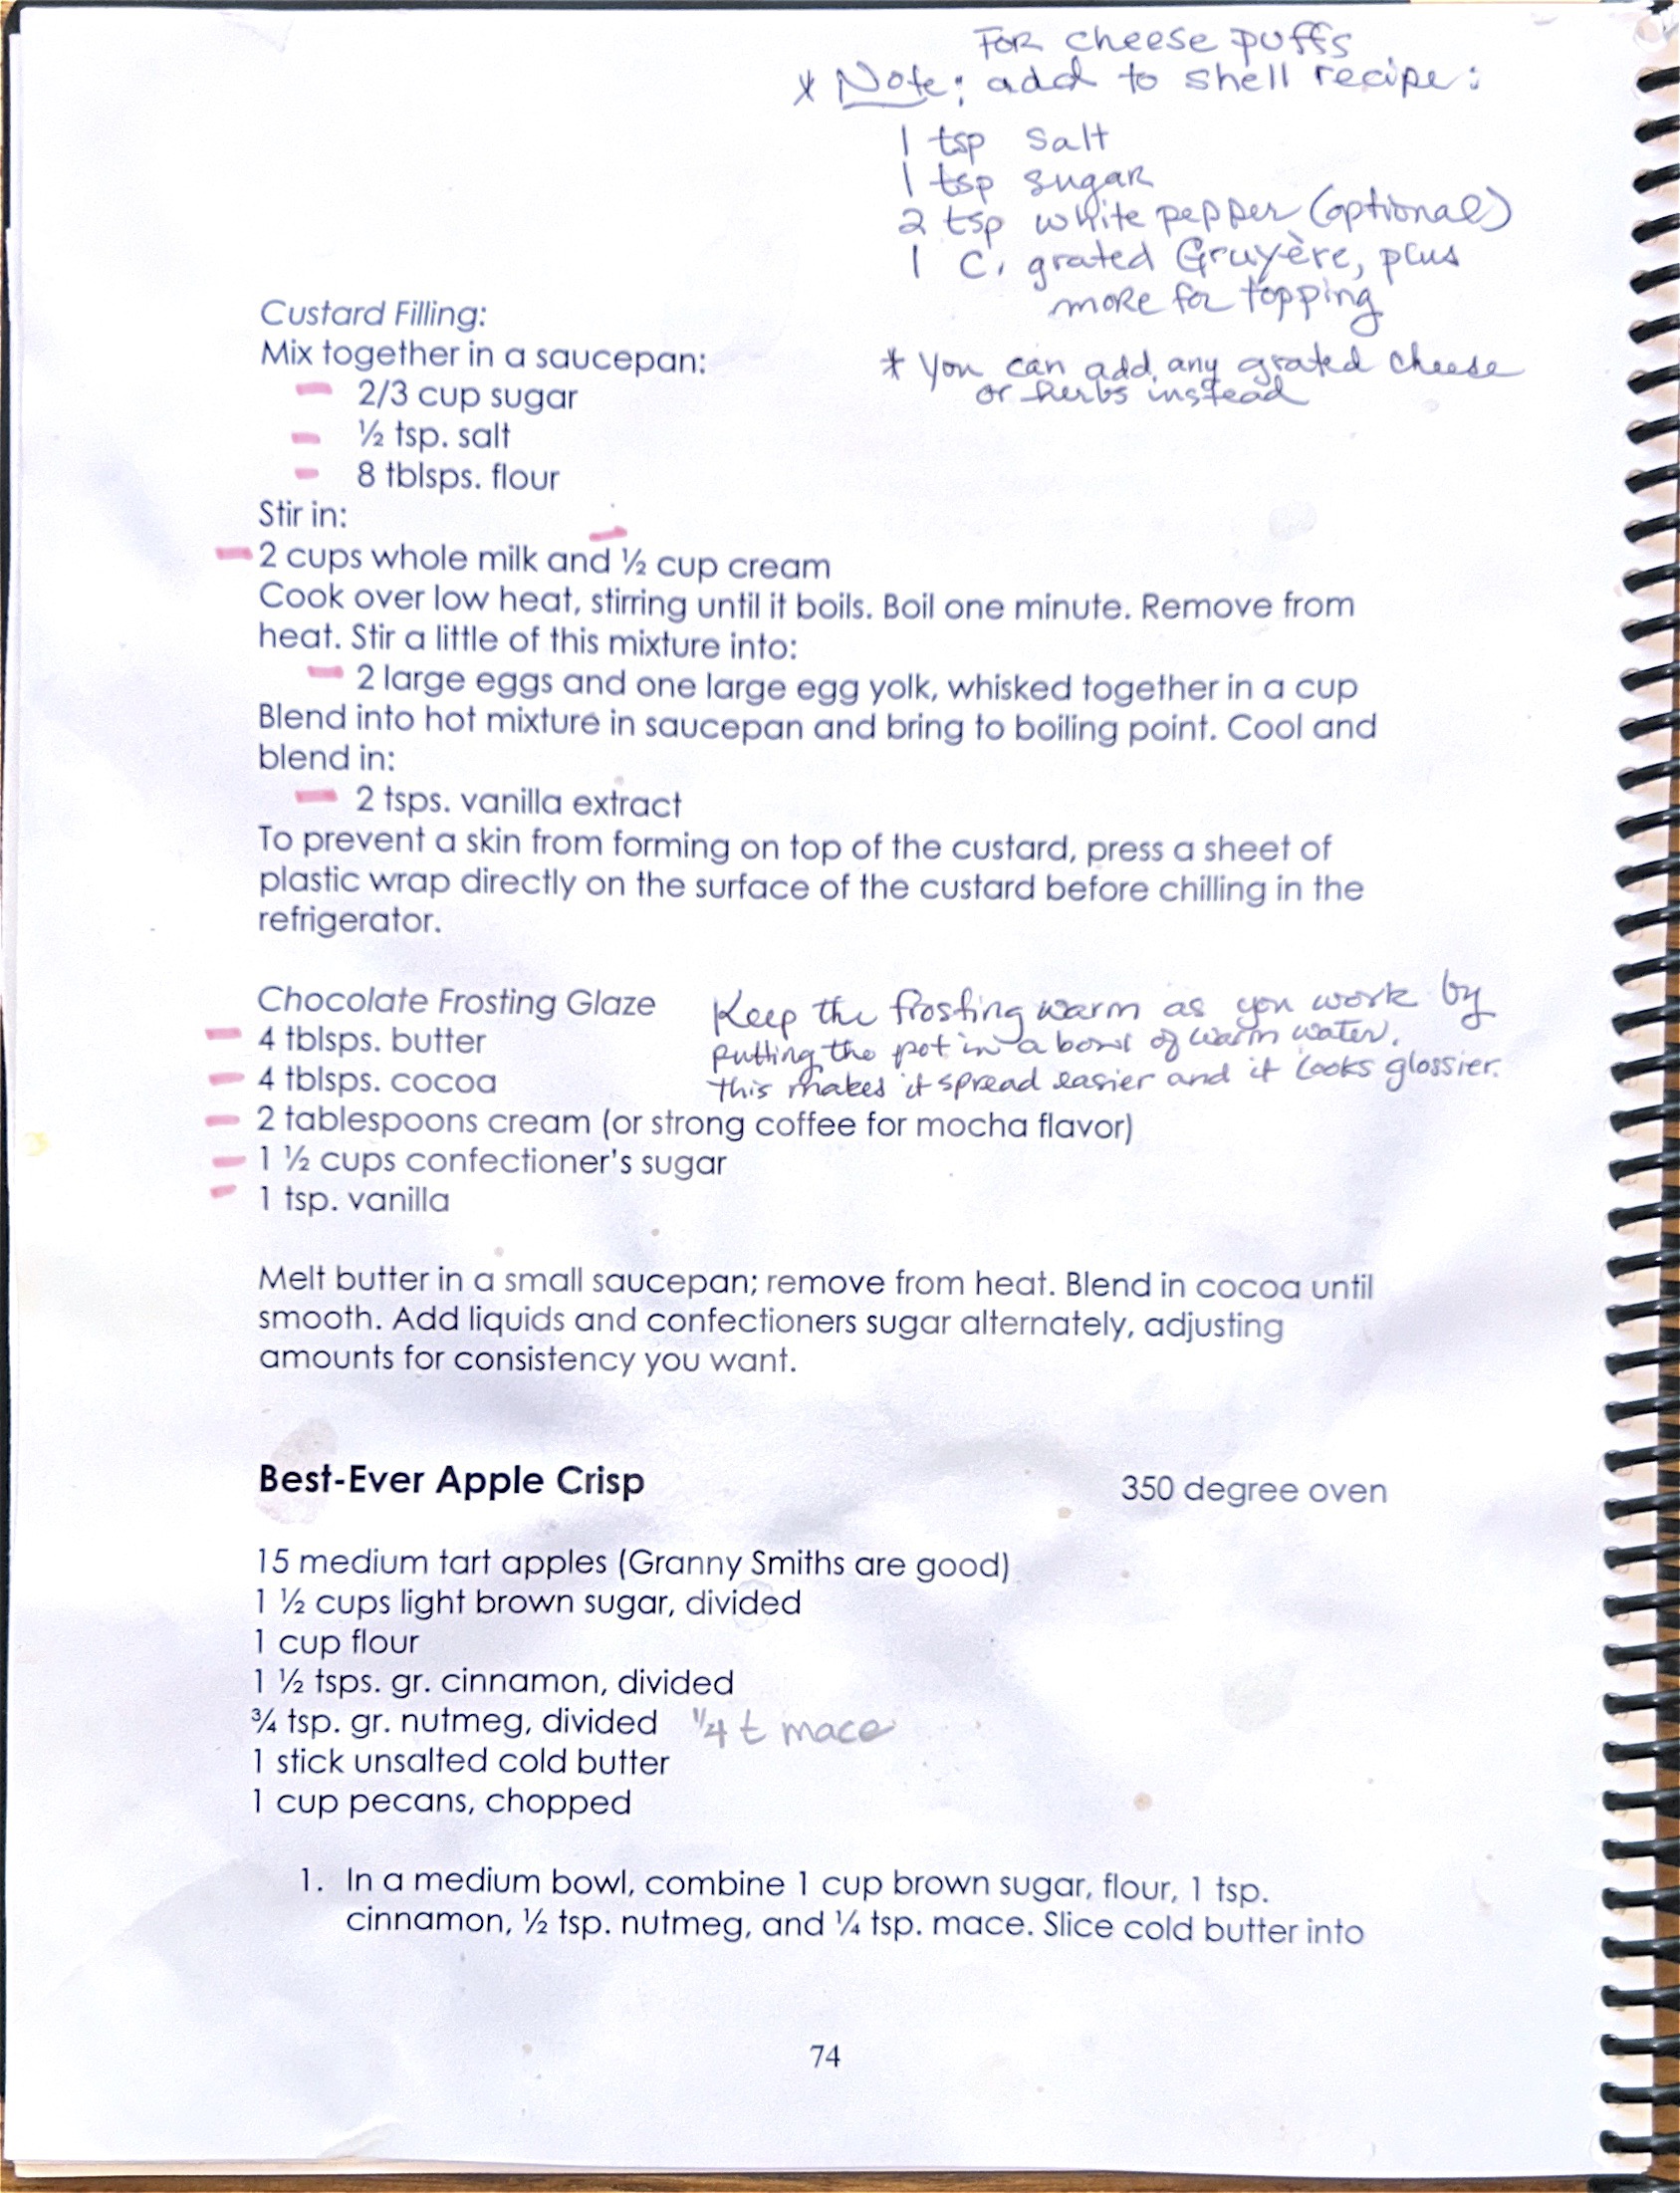 For cheese puffs
* Note: add to shell recipe:
1 tsp salt
1 tsp sugar
2 tsp white pepper (optional)
1 c. grated Gruyère, plus
more for topping
* You can add any grated cheese
or herbs instead
Custard Filling:
Mix together in a saucepan:
2/3 cup sugar
½ tsp. salt
8 tblsps. flour
Stir in:
2 cups whole milk and ½ cup cream
Cook over low heat, stirring until it boils. Boil one minute. Remove from
heat. Stir a little of this mixture into:
2 large eggs and one large egg yolk, whisked together in a cup
Blend into hot mixture in saucepan and bring to boiling point. Cool and
blend in:
2 tsps. vanilla extract
To prevent a skin from forming on top of the custard, press a sheet of
plastic wrap directly on the surface of the custard before chilling in the
refrigerator.
Chocolate Frosting Glaze
Keep the frosting warm as you work by
putting the pot in a bowl of warm water.
this makes it spread easier and it looks glossier.
4 tblsps. butter
4 tblsps. cocoa
2 tablespoons cream (or strong coffee for mocha flavor)
1 ½ cups confectioner's sugar
1 tsp. vanilla
Melt butter in a small saucepan; remove from heat. Blend in cocoa until
smooth. Add liquids and confectioners sugar alternately, adjusting
amounts for consistency you want.
Best-Ever Apple Crisp 350 degree oven
15 medium tart apples (Granny Smiths are good)
1 ½ cups light brown sugar, divided
1 cup flour
1 ½ tsps. gr. cinnamon, divided
¾ tsp. gr. nutmeg, divided ¼ t mace
1 stick unsalted cold butter
1 cup pecans, chopped
1. In a medium bowl, combine 1 cup brown sugar, flour, 1 tsp.
cinnamon, ½ tsp. nutmeg, and ¼ tsp. mace. Slice cold butter into
74